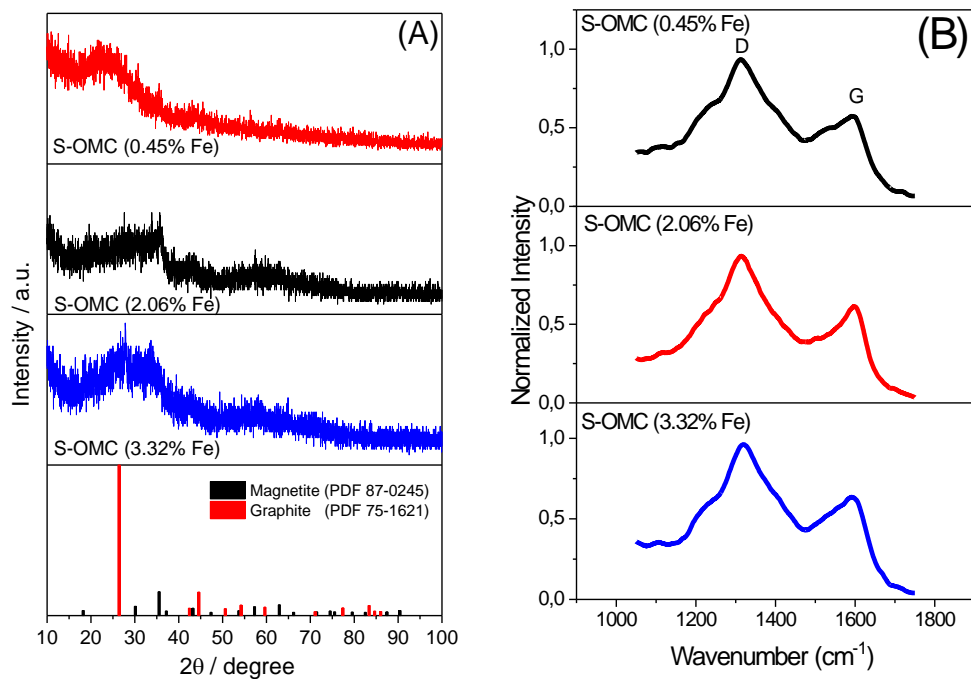 (A)
S-OMC (0.45% Fe)
S-OMC (2.06% Fe)
S-OMC (3.32% Fe)
Magnetite (PDF 87-0245)
Graphite (PDF 75-1621)
Intensity / a.u.
10 20 30 40 50 60 70 80 90 100
2θ / degree
(B)
S-OMC (0.45% Fe)
D
G
1,0
0,5
0,0
S-OMC (2.06% Fe)
1,0
0,5
0,0
S-OMC (3.32% Fe)
1,0
0,5
0,0
Normalized Intensity
1000 1200 1400 1600 1800
Wavenumber (cm⁻¹)